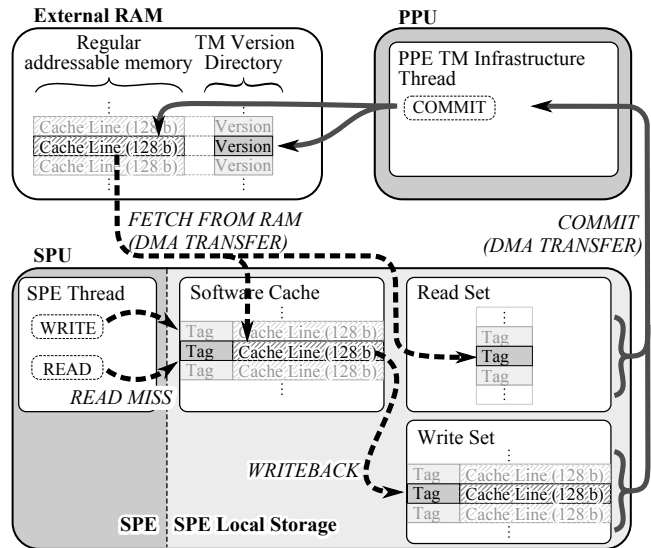 External RAM
Regular
addressable memory
TM Version
Directory
Cache Line (128 b)
Version
Cache Line (128 b)
Version
Cache Line (128 b)
Version
PPU
PPE TM Infrastructure
Thread
COMMIT
FETCH FROM RAM
(DMA TRANSFER)
COMMIT
(DMA TRANSFER)
SPU
SPE Thread
WRITE
READ
READ MISS
Software Cache
Tag
Cache Line (128 b)
Tag
Cache Line (128 b)
Tag
Cache Line (128 b)
Read Set
Tag
Tag
Tag
WRITEBACK
Write Set
Tag
Cache Line (128 b)
Tag
Cache Line (128 b)
Tag
Cache Line (128 b)
SPE
SPE Local Storage